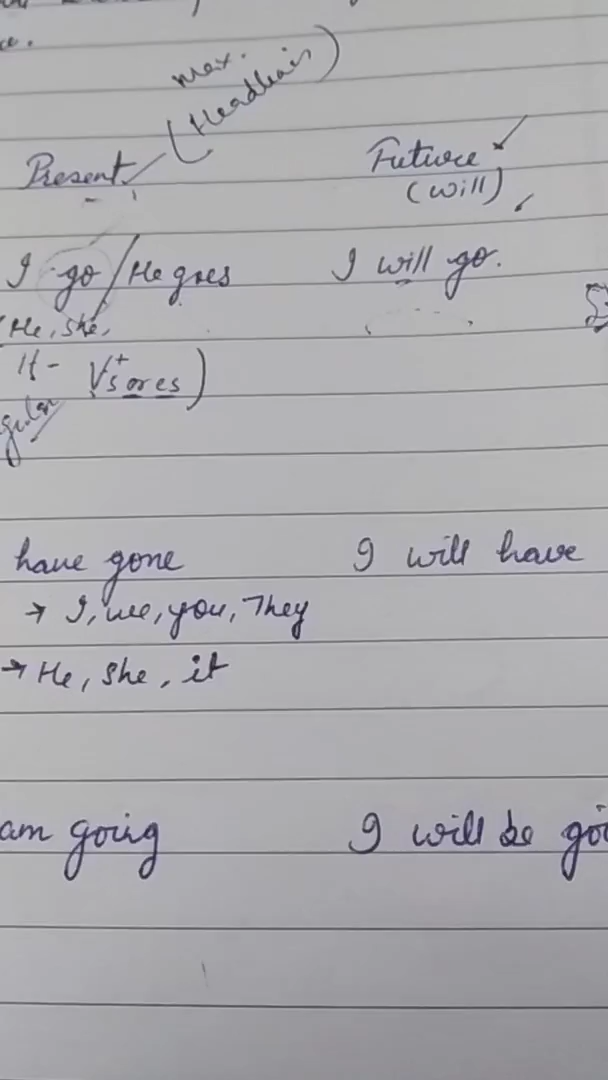 max.
(Headlines)
Present Future
(will)
I go/He goes I will go.
(He, she,
It - V+s or es)
have gone I will have
→ I, we, you, They
→ He, she, it
am going I will be goi